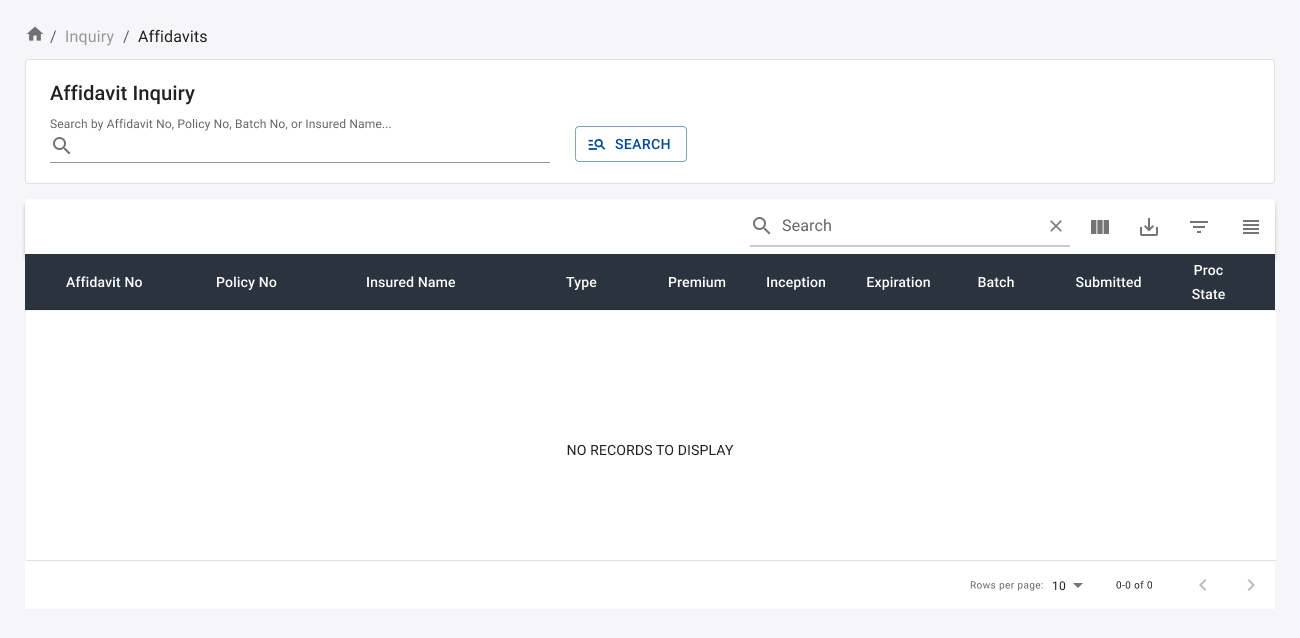 / Inquiry / Affidavits
Affidavit Inquiry
Search by Affidavit No, Policy No, Batch No, or Insured Name...
SEARCH
Search
Affidavit No Policy No Insured Name Type Premium Inception Expiration Batch Submitted Proc State
NO RECORDS TO DISPLAY
Rows per page: 10 0-0 of 0